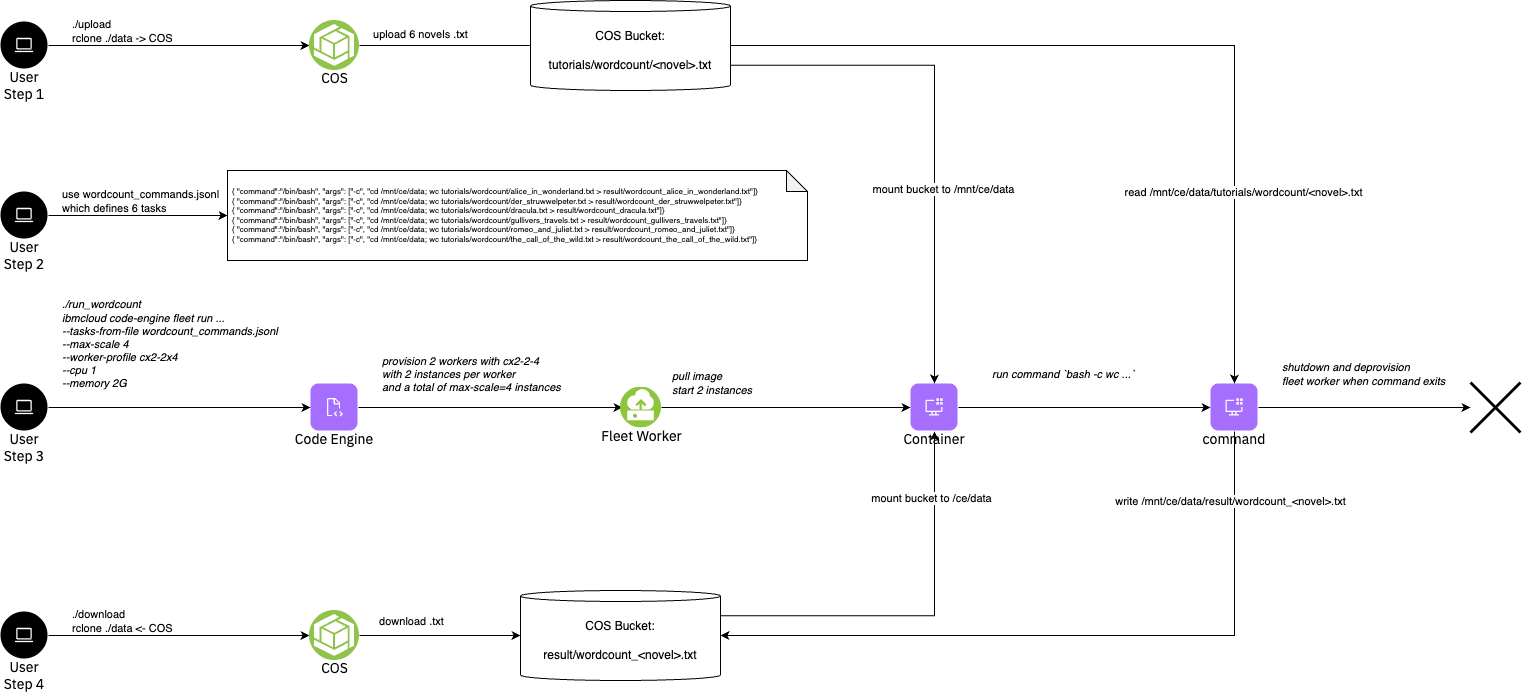 ./upload
rclone ./data -> COS
User
Step 1
COS
upload 6 novels .txt
COS Bucket:
tutorials/wordcount/<novel>.txt
use wordcount_commands.jsonl
which defines 6 tasks
User
Step 2
{ "command":"/bin/bash", "args": ["-c", "cd /mnt/ce/data; wc tutorials/wordcount/alice_in_wonderland.txt > result/wordcount_alice_in_wonderland.txt"]}
{ "command":"/bin/bash", "args": ["-c", "cd /mnt/ce/data; wc tutorials/wordcount/der_struwwelpeter.txt > result/wordcount_der_struwwelpeter.txt"]}
{ "command":"/bin/bash", "args": ["-c", "cd /mnt/ce/data; wc tutorials/wordcount/dracula.txt > result/wordcount_dracula.txt"]}
{ "command":"/bin/bash", "args": ["-c", "cd /mnt/ce/data; wc tutorials/wordcount/gullivers_travels.txt > result/wordcount_gullivers_travels.txt"]}
{ "command":"/bin/bash", "args": ["-c", "cd /mnt/ce/data; wc tutorials/wordcount/romeo_and_juliet.txt > result/wordcount_romeo_and_juliet.txt"]}
{ "command":"/bin/bash", "args": ["-c", "cd /mnt/ce/data; wc tutorials/wordcount/the_call_of_the_wild.txt > result/wordcount_the_call_of_the_wild.txt"]}
mount bucket to /mnt/ce/data
read /mnt/ce/data/tutorials/wordcount/<novel>.txt
./run_wordcount
ibmcloud code-engine fleet run ...
--tasks-from-file wordcount_commands.jsonl
--max-scale 4
--worker-profile cx2-2x4
--cpu 1
--memory 2G
User
Step 3
Code Engine
provision 2 workers with cx2-2-4
with 2 instances per worker
and a total of max-scale=4 instances
Fleet Worker
pull image
start 2 instances
Container
run command `bash -c wc ...`
command
shutdown and deprovision
fleet worker when command exits
mount bucket to /ce/data
write /mnt/ce/data/result/wordcount_<novel>.txt
./download
rclone ./data <- COS
User
Step 4
COS
download .txt
COS Bucket:
result/wordcount_<novel>.txt